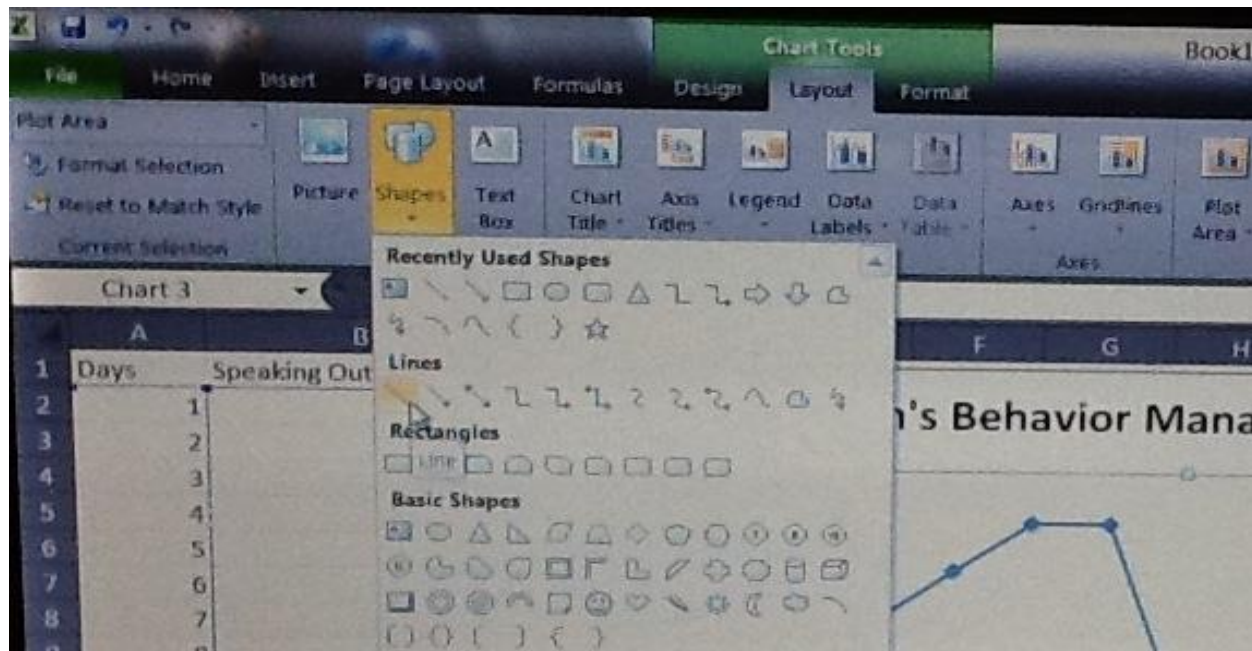 Chart Tools Book1
File Home Insert Page Layout Formulas Design Layout Format
Plot Area
Format Selection
Reset to Match Style
Current Selection
Picture Shapes Text Box Chart Title Axis Titles Legend Data Labels Data Table Axes Gridlines Plot Area
Axes
Recently Used Shapes
Chart 3
A B F G H
Lines
1 Days Speaking Out
2 1
Rectangles
's Behavior Mana
3 2
Line
4 3
Basic Shapes
5 4
6 5
7 6
8 7